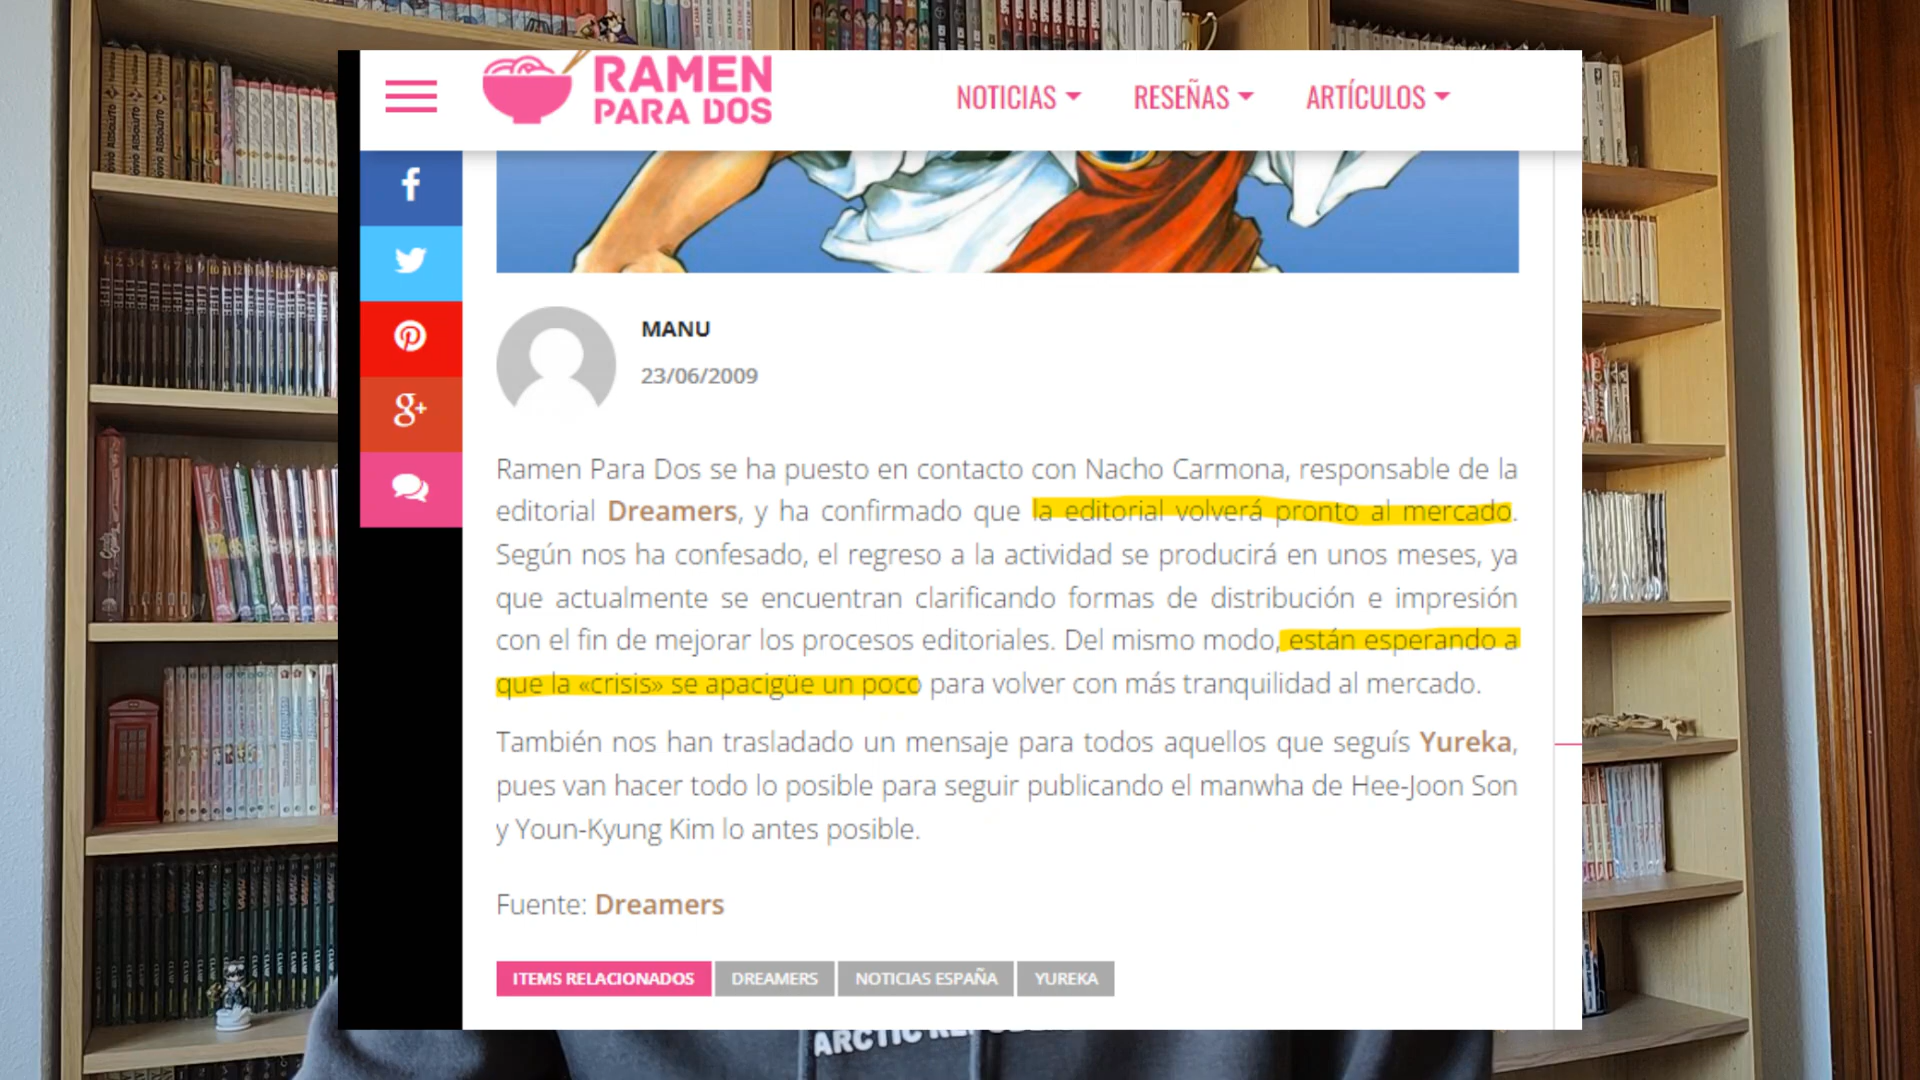 RAMEN
PARA DOS
NOTICIAS
RESEÑAS
ARTÍCULOS
MANU
23/06/2009
Ramen Para Dos se ha puesto en contacto con Nacho Carmona, responsable de la
editorial Dreamers, y ha confirmado que la editorial volverá pronto al mercado.
Según nos ha confesado, el regreso a la actividad se producirá en unos meses, ya
que actualmente se encuentran clarificando formas de distribución e impresión
con el fin de mejorar los procesos editoriales. Del mismo modo, están esperando a
que la «crisis» se apacigüe un poco para volver con más tranquilidad al mercado.
También nos han trasladado un mensaje para todos aquellos que seguís Yureka,
pues van hacer todo lo posible para seguir publicando el manwha de Hee-Joon Son
y Youn-Kyung Kim lo antes posible.
Fuente: Dreamers
ITEMS RELACIONADOS
DREAMERS
NOTICIAS ESPAÑA
YUREKA
ARCTIC